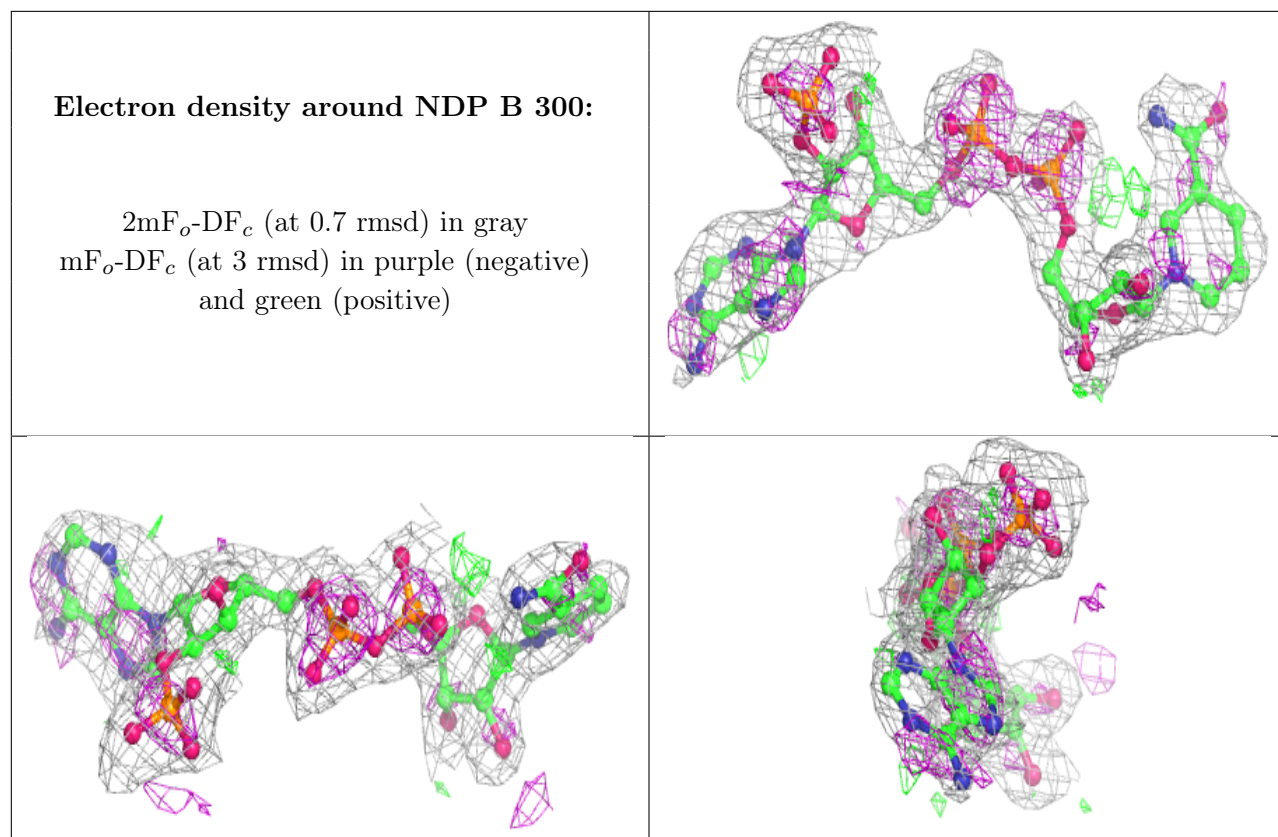 Electron density around NDP B 300:
2mFo-DFc (at 0.7 rmsd) in gray
mFo-DFc (at 3 rmsd) in purple (negative)
and green (positive)